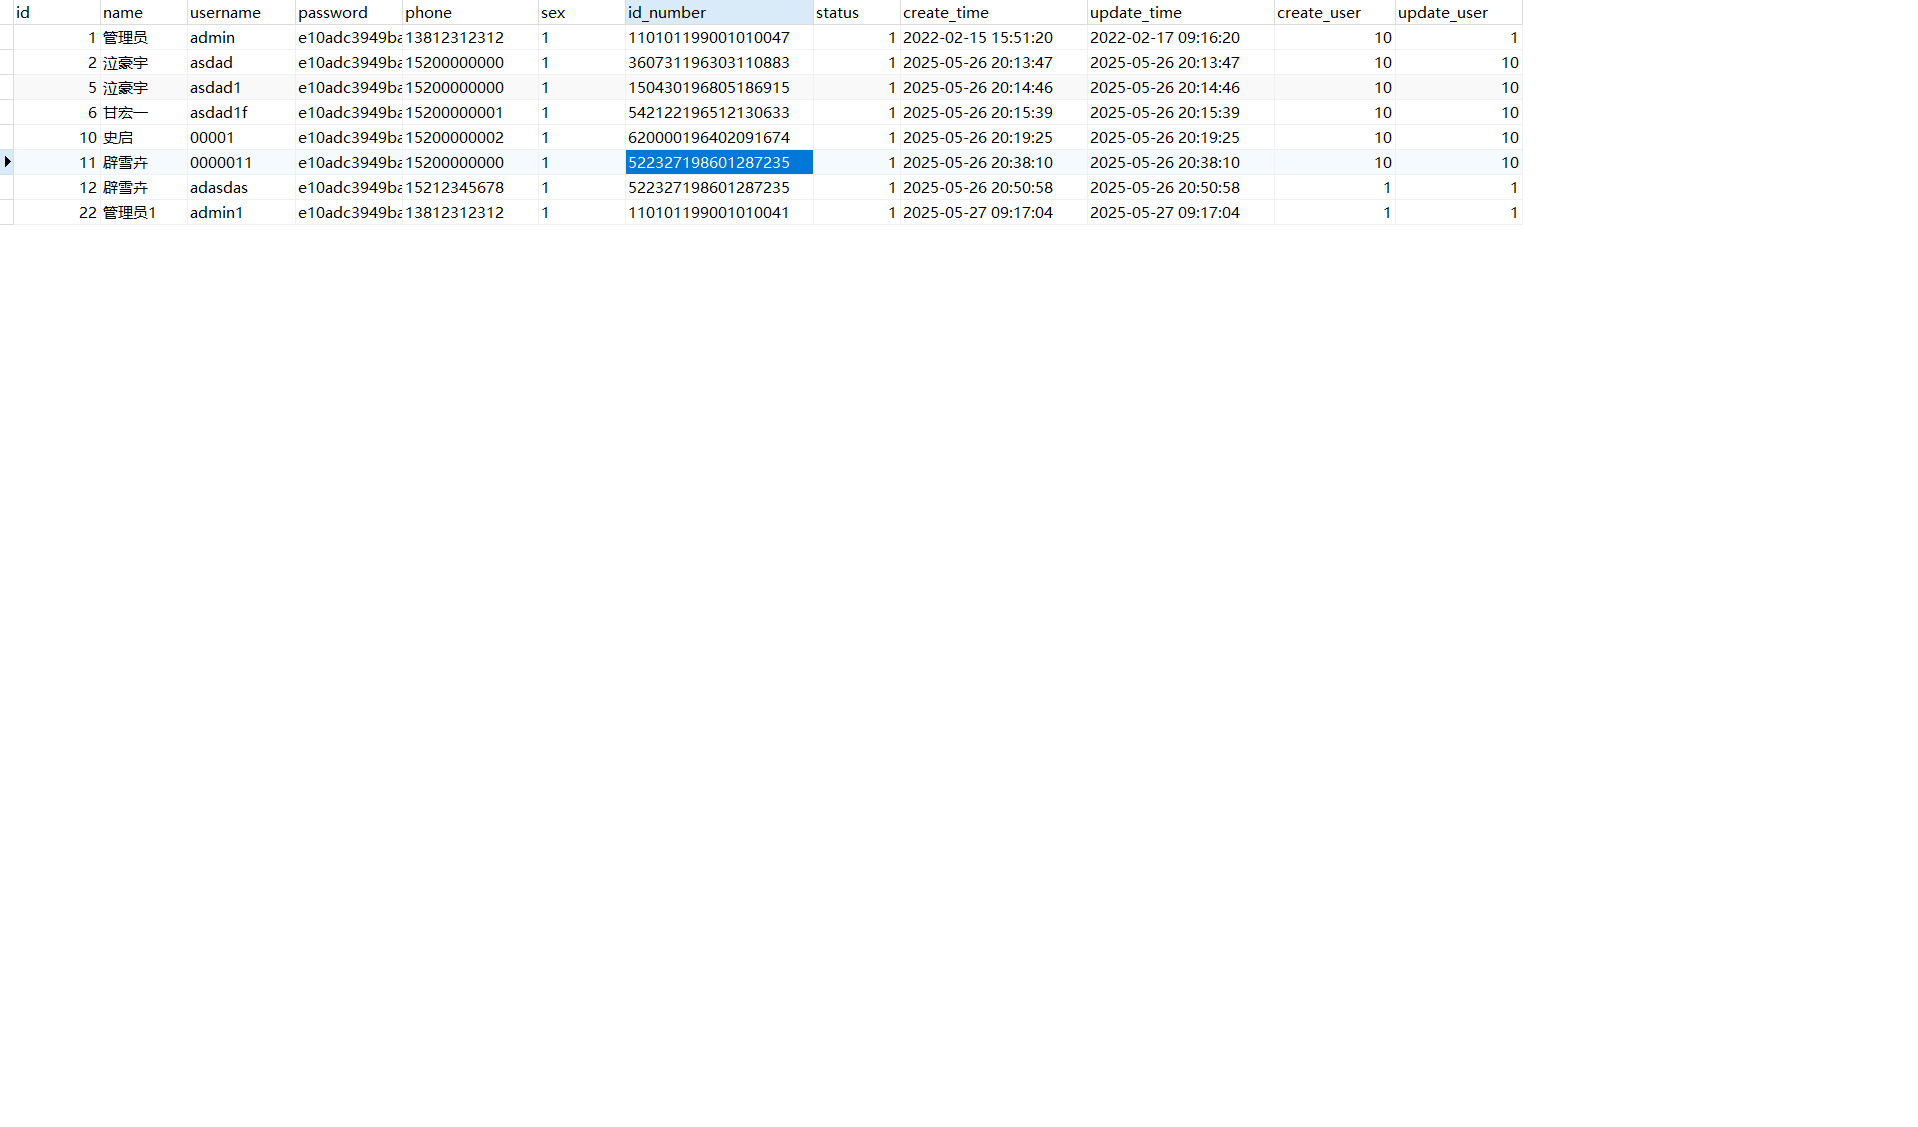 id name username password phone sex id_number status create_time update_time create_user update_user
1 管理员 admin e10adc3949ba 13812312312 1 110101199001010047 1 2022-02-15 15:51:20 2022-02-17 09:16:20 10 1
2 泣豪宇 asdad e10adc3949ba 15200000000 1 360731196303110883 1 2025-05-26 20:13:47 2025-05-26 20:13:47 10 10
5 泣豪宇 asdad1 e10adc3949ba 15200000000 1 150430196805186915 1 2025-05-26 20:14:46 2025-05-26 20:14:46 10 10
6 甘宏一 asdad1f e10adc3949ba 15200000001 1 542122196512130633 1 2025-05-26 20:15:39 2025-05-26 20:15:39 10 10
10 史启 00001 e10adc3949ba 15200000002 1 620000196402091674 1 2025-05-26 20:19:25 2025-05-26 20:19:25 10 10
11 辟雪卉 0000011 e10adc3949ba 15200000000 1 522327198601287235 1 2025-05-26 20:38:10 2025-05-26 20:38:10 10 10
12 辟雪卉 adasdas e10adc3949ba 15212345678 1 522327198601287235 1 2025-05-26 20:50:58 2025-05-26 20:50:58 1 1
22 管理员1 admin1 e10adc3949ba 13812312312 1 110101199001010041 1 2025-05-27 09:17:04 2025-05-27 09:17:04 1 1